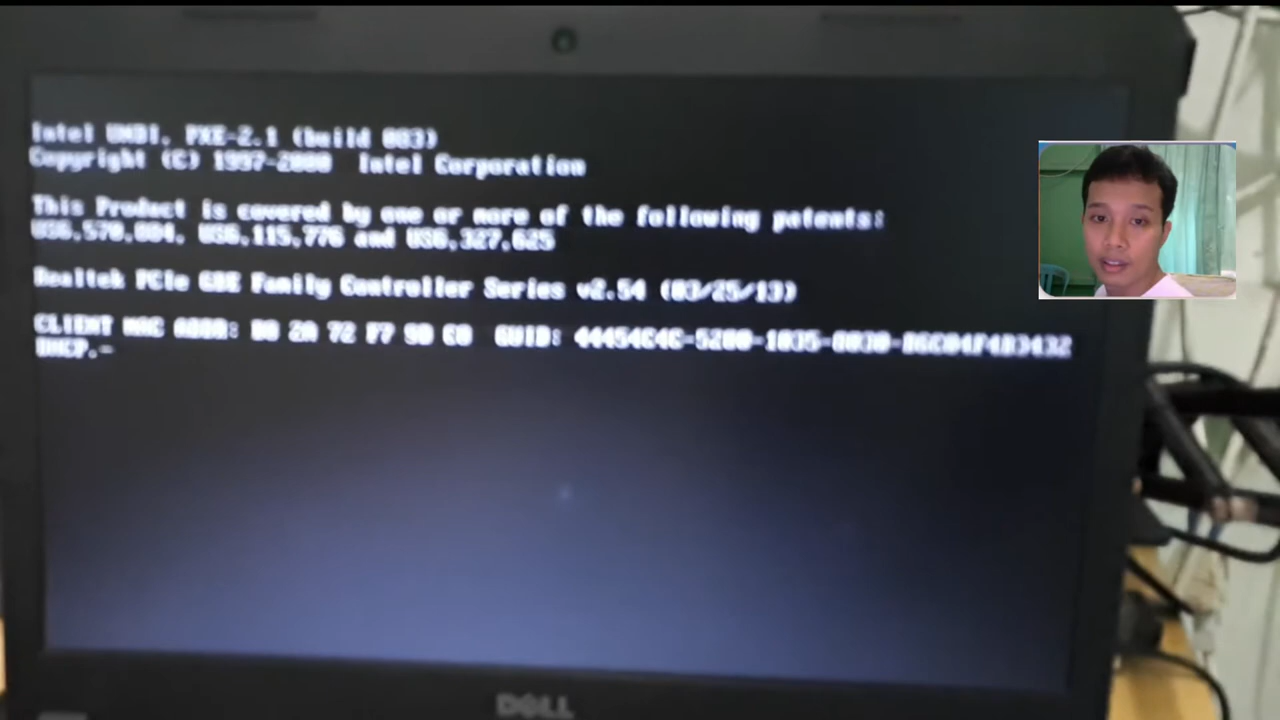 Intel UNDI, PXE-2.1 (build 083)
Copyright (C) 1997-2000 Intel Corporation
This Product is covered by one or more of the following patents:
US6,570,884, US6,115,776 and US6,327,625
Realtek PCIe GBE Family Controller Series v2.54 (03/25/13)
CLIENT MAC ADDR: 72 F7 GUID:
DHCP.-
DELL